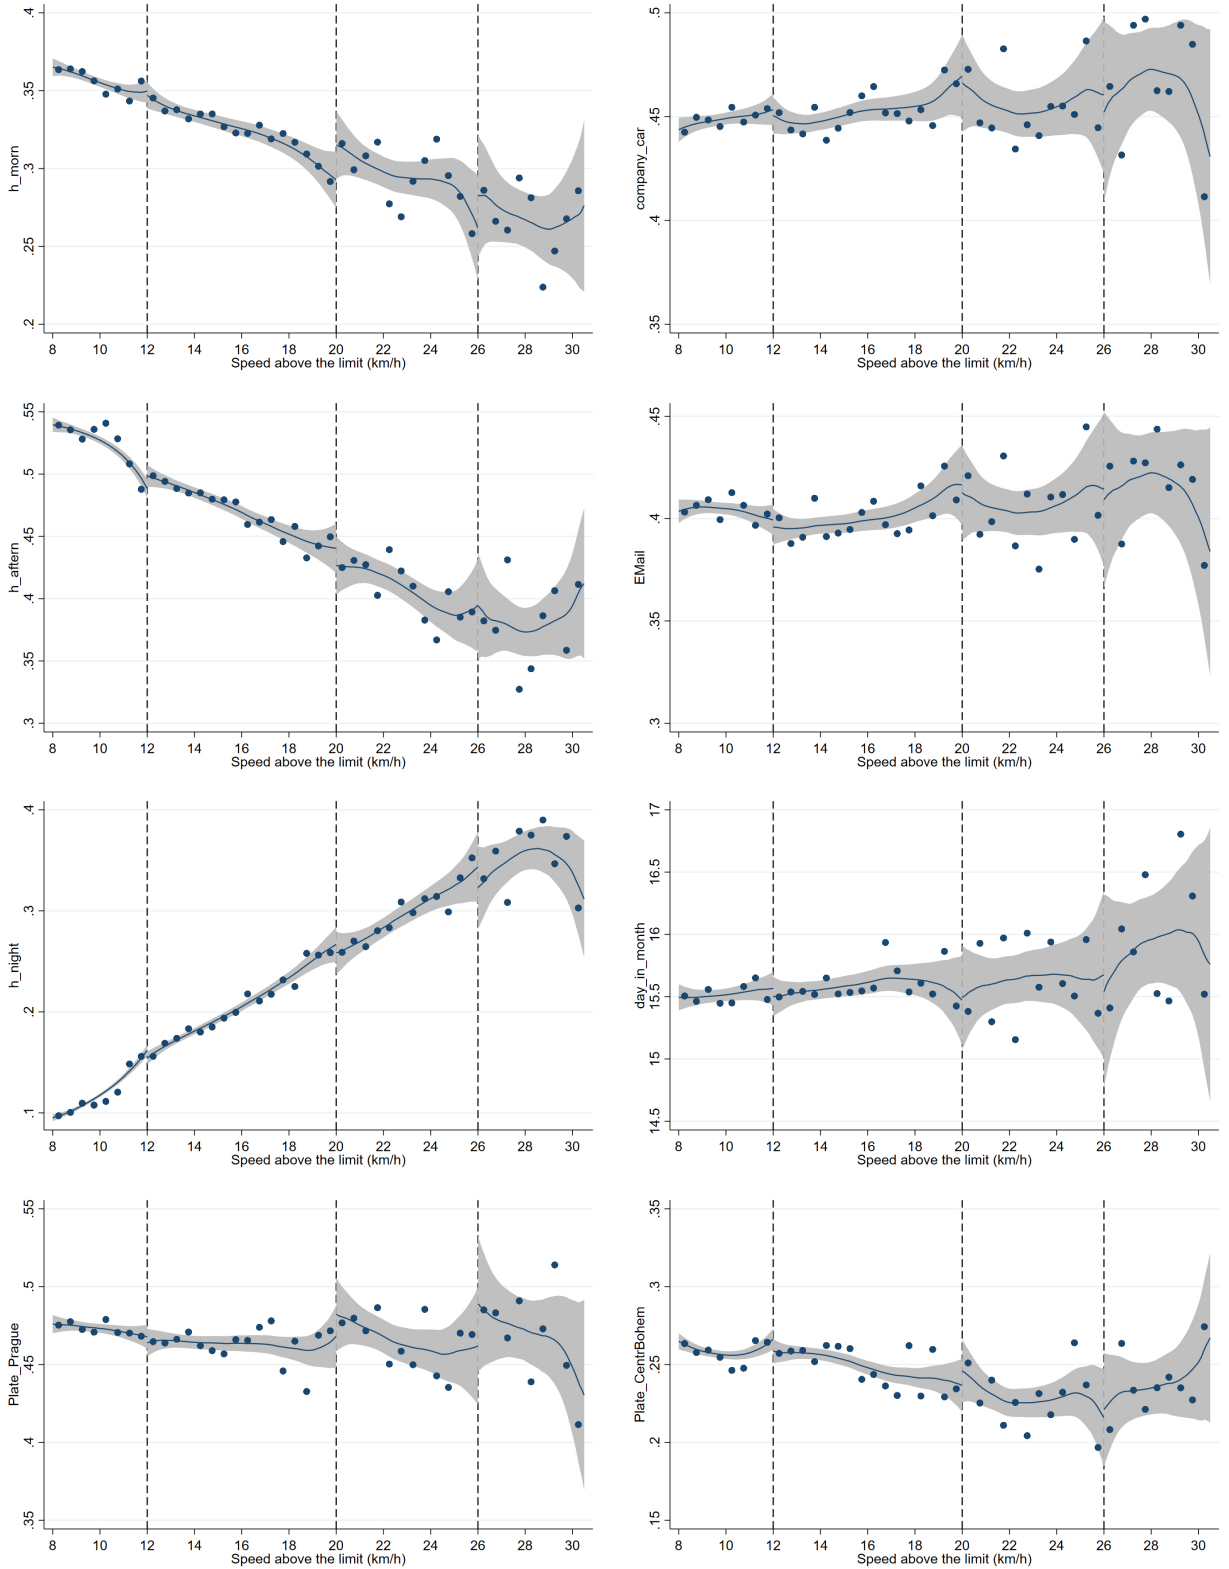 h_morn
.4
.35
.3
.25
.2
8 10 12 14 16 18 20 22 24 26 28 30
Speed above the limit (km/h)
company_car
.5
.45
.4
.35
8 10 12 14 16 18 20 22 24 26 28 30
Speed above the limit (km/h)
h_aftern
.55
.5
.45
.4
.35
.3
8 10 12 14 16 18 20 22 24 26 28 30
Speed above the limit (km/h)
EMail
.45
.4
.35
.3
8 10 12 14 16 18 20 22 24 26 28 30
Speed above the limit (km/h)
h_night
.4
.3
.2
.1
8 10 12 14 16 18 20 22 24 26 28 30
Speed above the limit (km/h)
day_in_month
17
16.5
16
15.5
15
14.5
8 10 12 14 16 18 20 22 24 26 28 30
Speed above the limit (km/h)
Plate_Prague
.55
.5
.45
.4
.35
8 10 12 14 16 18 20 22 24 26 28 30
Speed above the limit (km/h)
Plate_CentrBohem
.35
.3
.25
.2
.15
8 10 12 14 16 18 20 22 24 26 28 30
Speed above the limit (km/h)